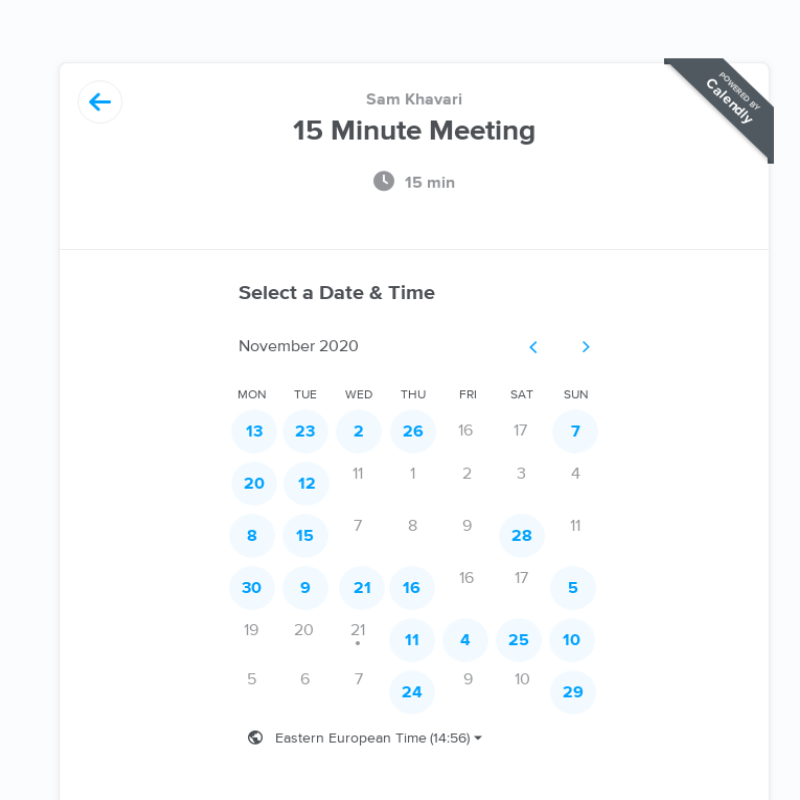 POWERED BY
Calendly
Sam Khavari
15 Minute Meeting
15 min
Select a Date & Time
November 2020
MON TUE WED THU FRI SAT SUN
13 23 2 26 16 17 7
20 12 11 1 2 3 4
8 15 7 8 9 28 11
30 9 21 16 16 17 5
19 20 21 11 4 25 10
5 6 7 24 9 10 29
Eastern European Time (14:56)